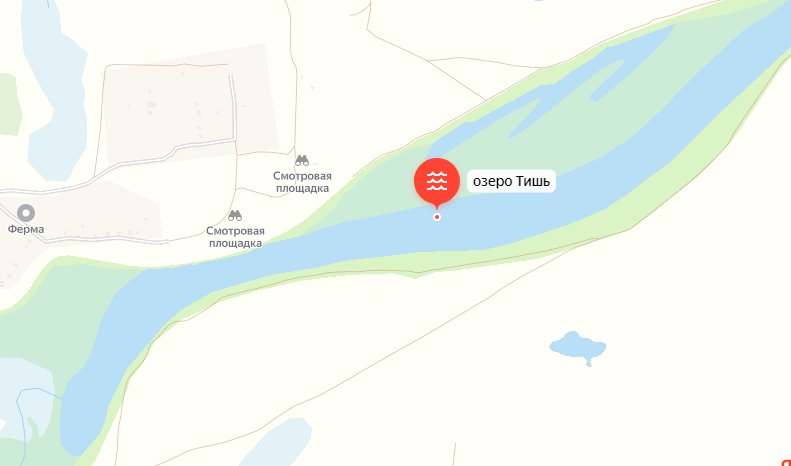 Смотровая
площадка
озеро Тишь
Ферма
Смотровая
площадка